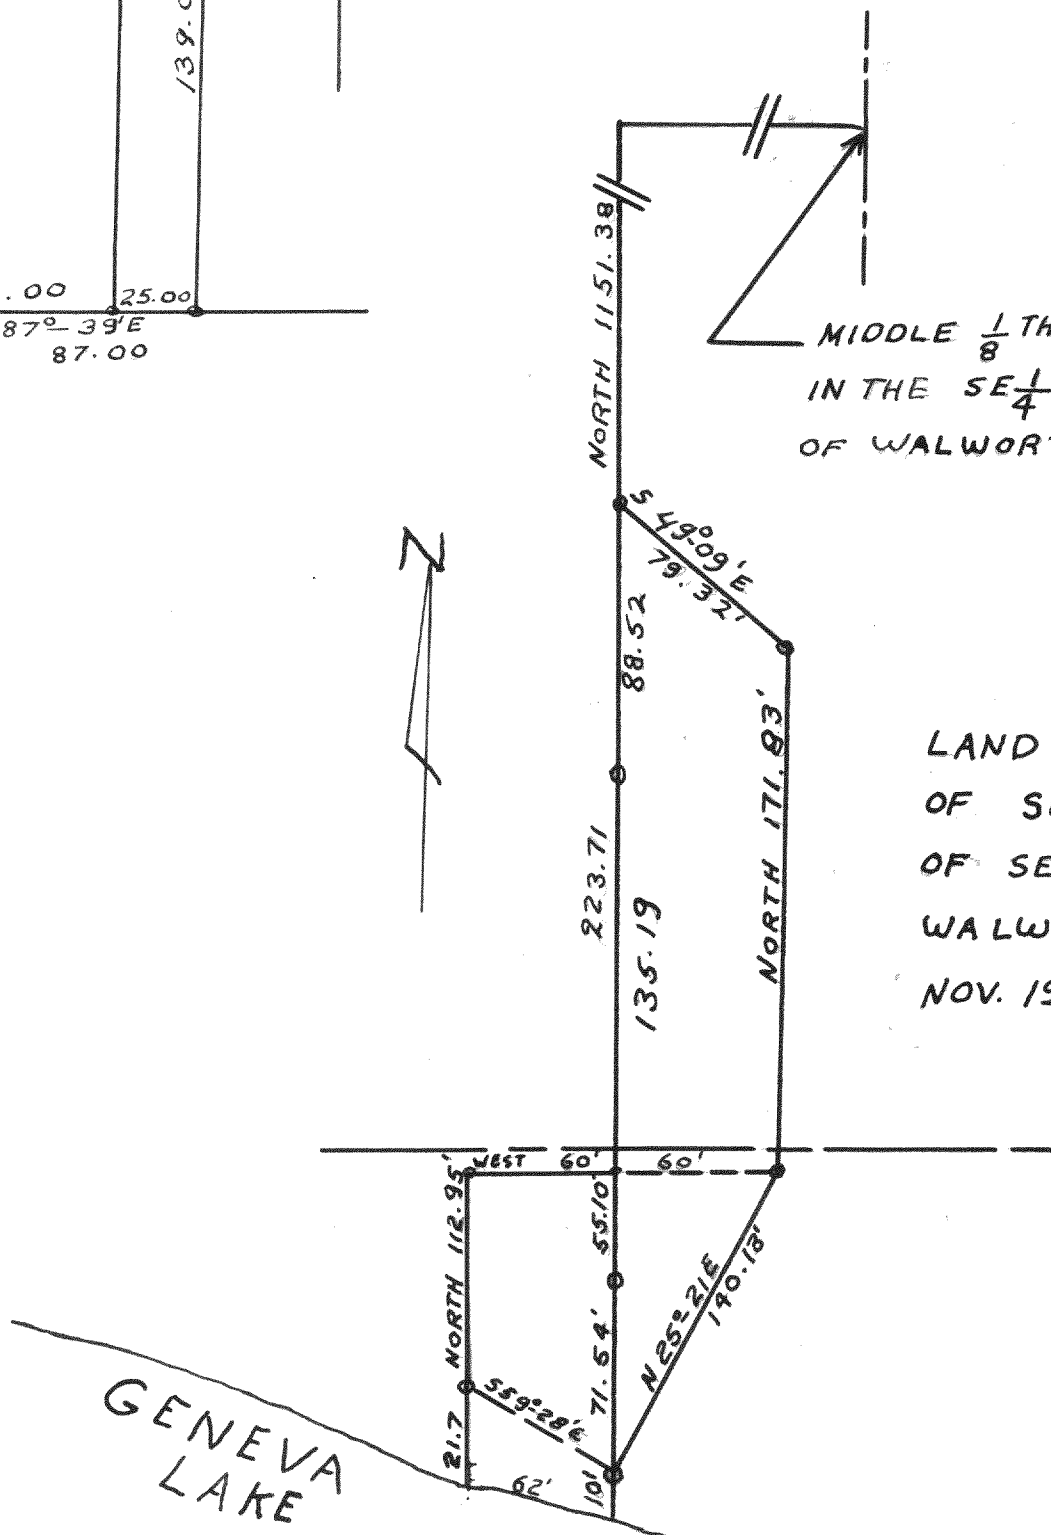 139.0
.00
25.00
87°-39'E
87.00
NORTH 1151.38
MIDDLE 1/8 TH
IN THE SE 1/4
OF WALWORT
S 49°-09'E
79.32'
N
88.52
NORTH 171.83'
LAND
OF S
OF SE
WALW
NOV. 19
223.71
135.19
WEST 60' 60'
NORTH 112.95'
55.10'
N 25°-21'E
140.13'
71.64'
S59°-28'E
21.7
62'
10'
GENEVA
LAKE